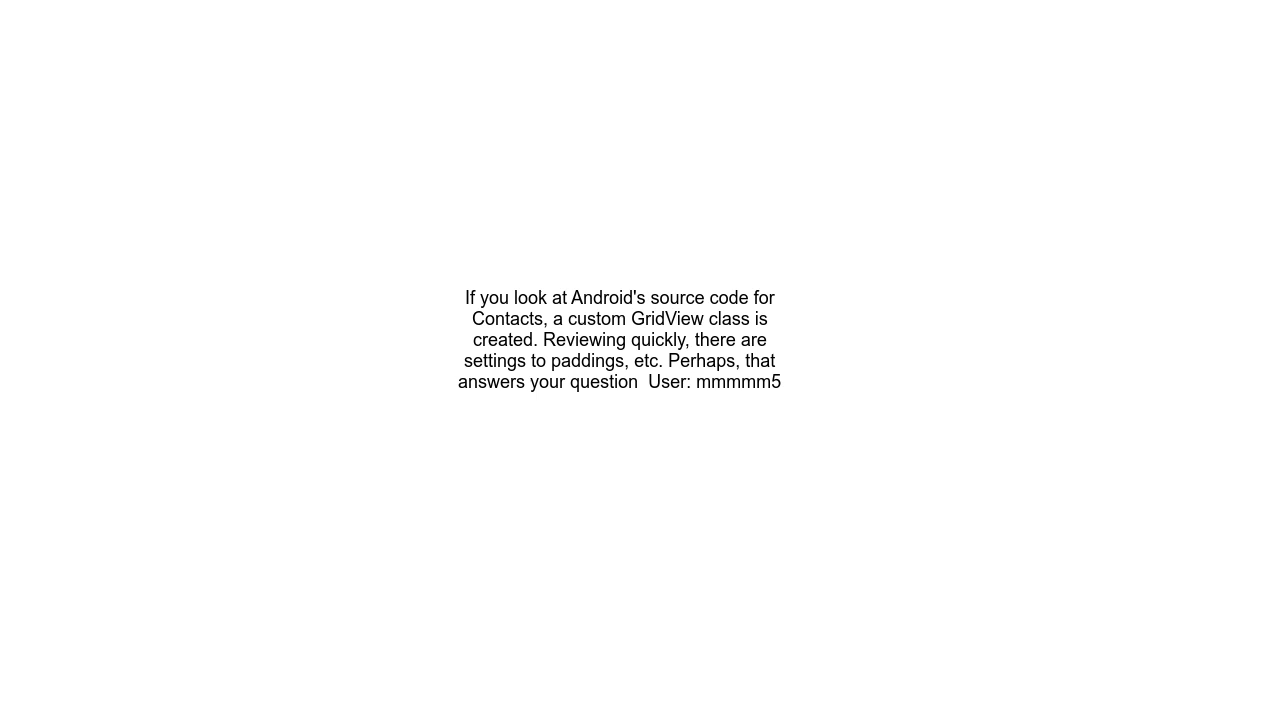 If you look at Android's source code for
Contacts, a custom GridView class is
created. Reviewing quickly, there are
settings to paddings, etc. Perhaps, that
answers your question  User: mmmmm5